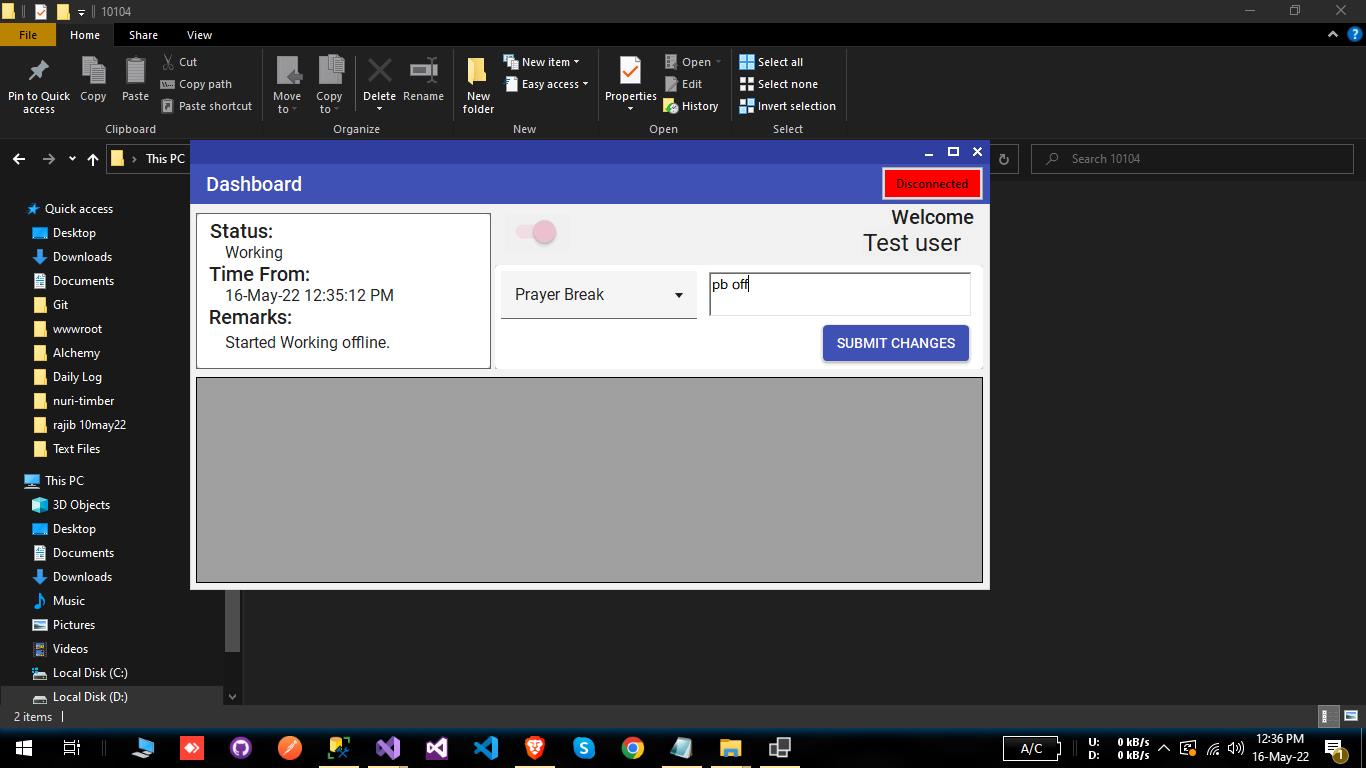 10104
File Home Share View
Pin to Quick access
Copy
Paste
Cut
Copy path
Paste shortcut
Move to
Copy to
Delete
Rename
New folder
New item
Easy access
Properties
Open
Edit
History
Select all
Select none
Invert selection
Clipboard Organize New Open Select
This PC
Search 10104
Dashboard
Disconnected
Status:
Working
Time From:
16-May-22 12:35:12 PM
Remarks:
Started Working offline.
Welcome
Test user
Prayer Break
pb off
SUBMIT CHANGES
Quick access
Desktop
Downloads
Documents
Git
wwwroot
Alchemy
Daily Log
nuri-timber
rajib 10may22
Text Files
This PC
3D Objects
Desktop
Documents
Downloads
Music
Pictures
Videos
Local Disk (C:)
Local Disk (D:)
2 items
A/C
U: 0 kB/s
D: 0 kB/s
12:36 PM
16-May-22
1